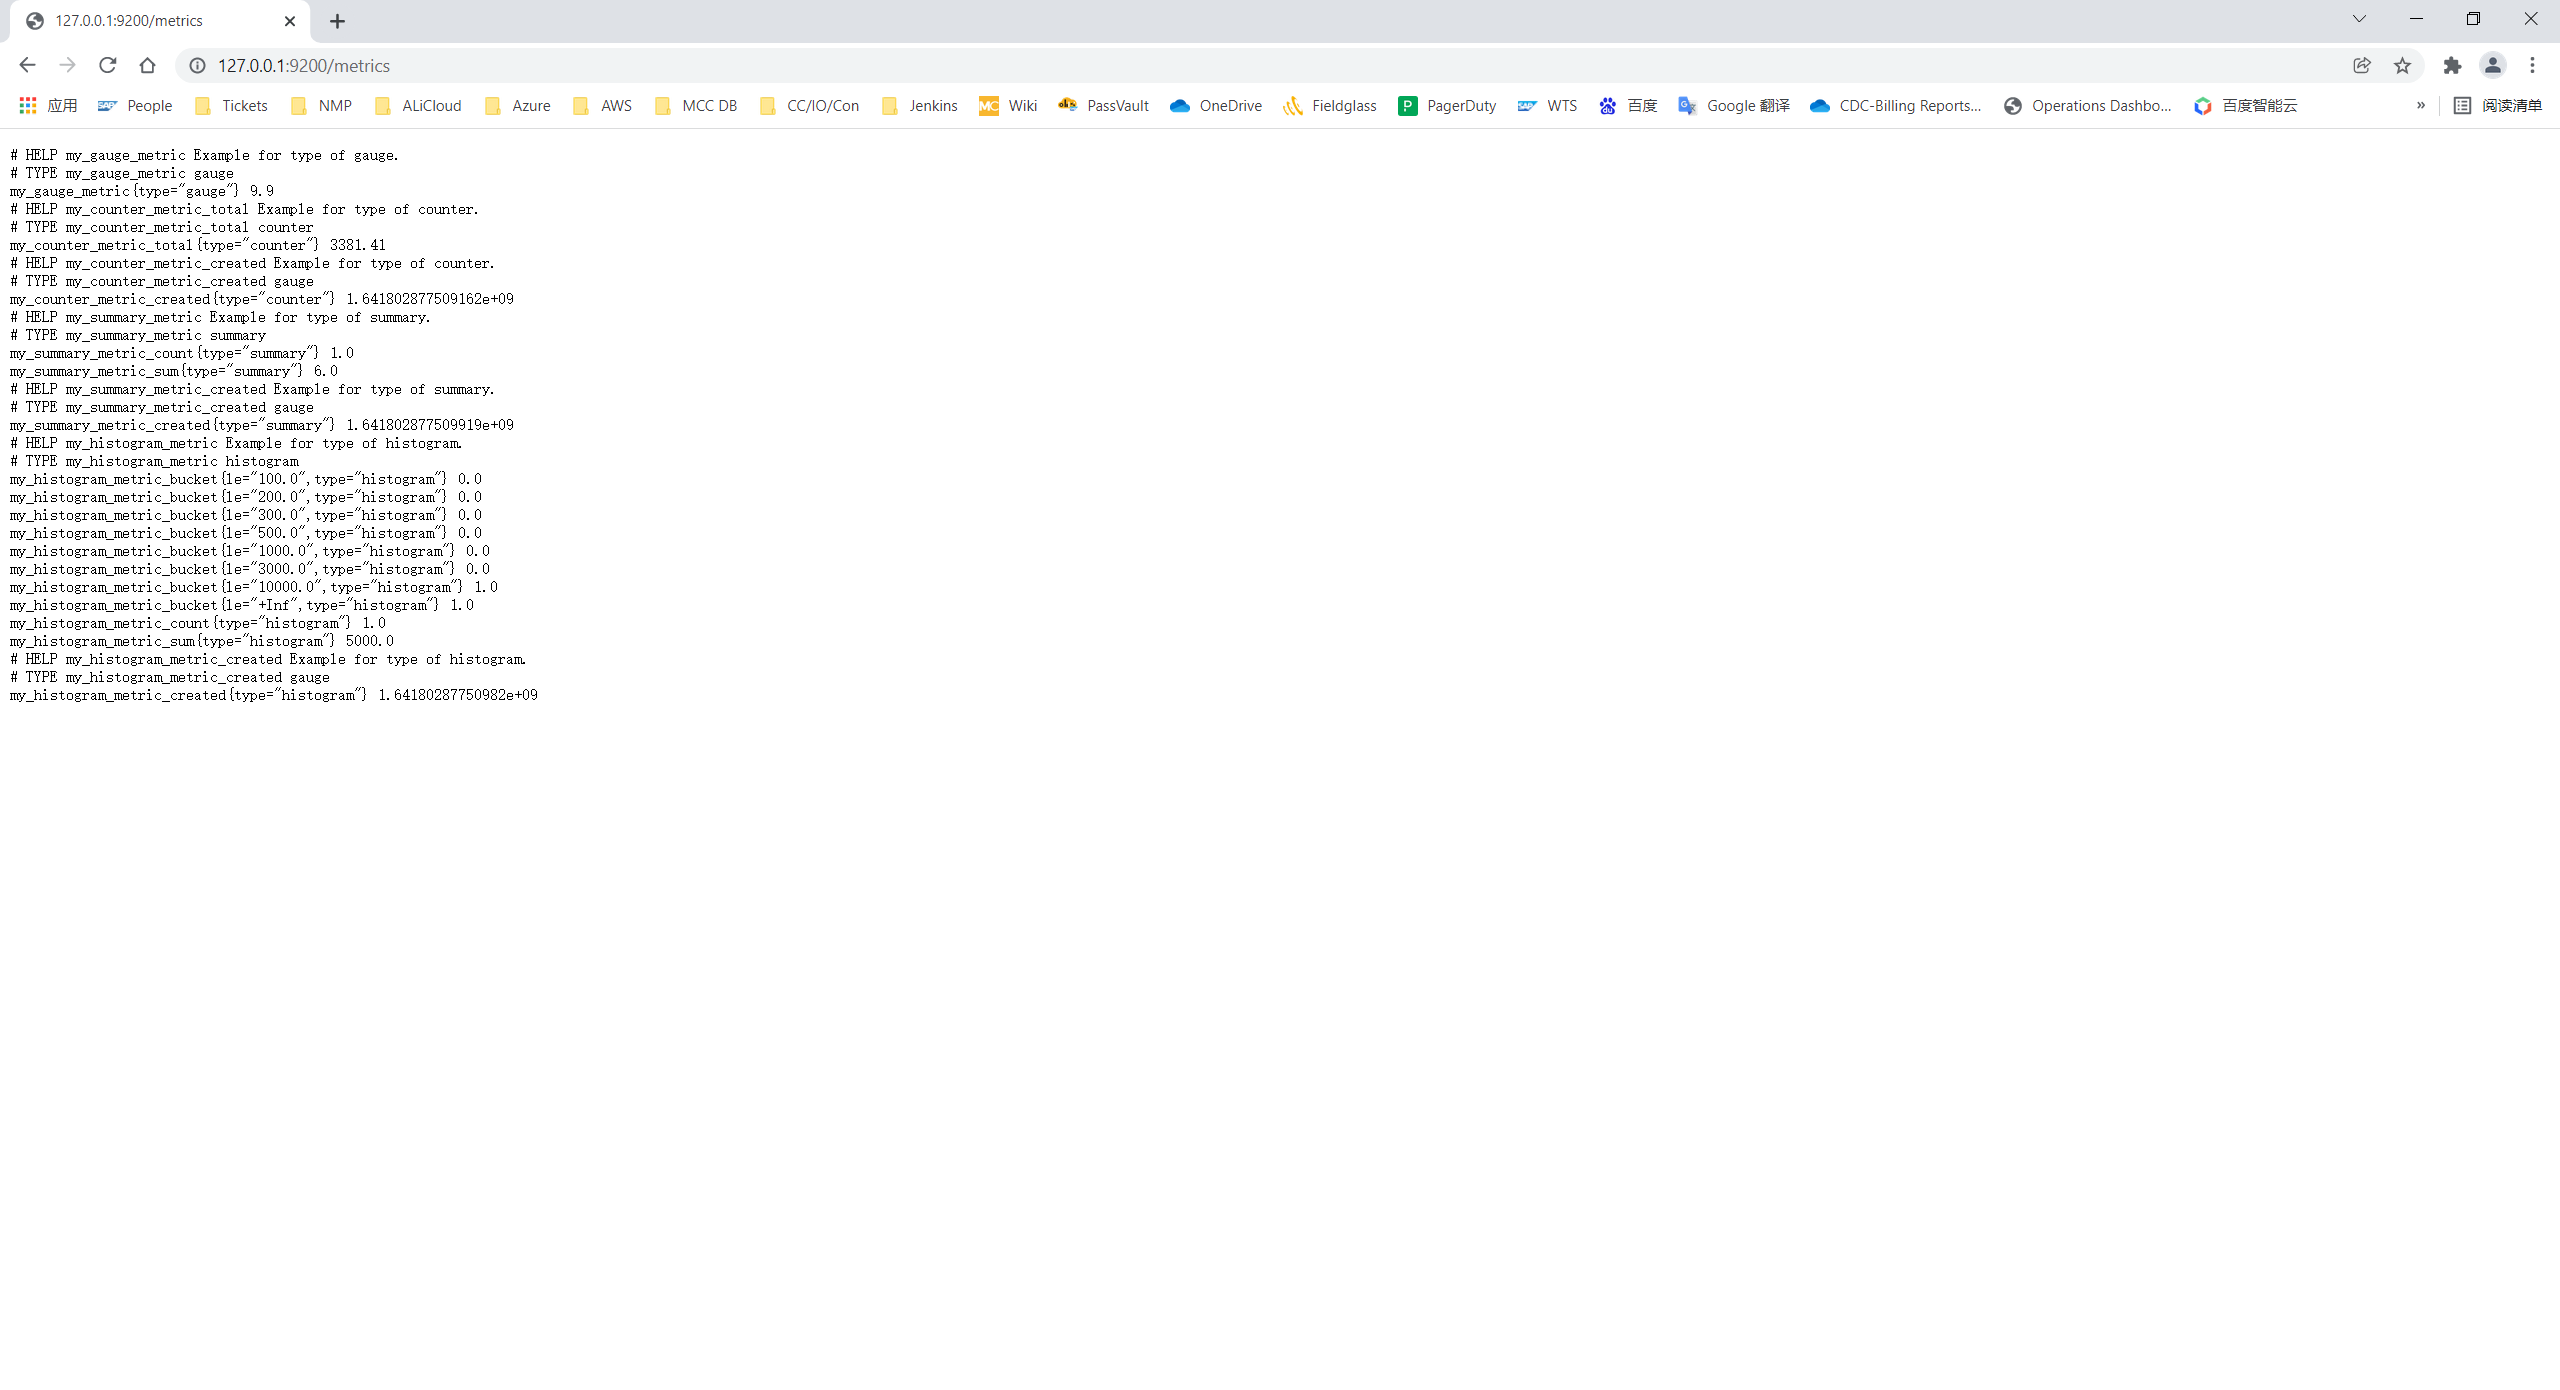 127.0.0.1:9200/metrics
127.0.0.1:9200/metrics
应用 People Tickets NMP ALiCloud Azure AWS MCC DB CC/IO/Con Jenkins Wiki PassVault OneDrive Fieldglass PagerDuty WTS 百度 Google 翻译 CDC-Billing Reports... Operations Dashbo... 百度智能云 » 阅读清单
# HELP my_gauge_metric Example for type of gauge.
# TYPE my_gauge_metric gauge
my_gauge_metric{type="gauge"} 9.9
# HELP my_counter_metric_total Example for type of counter.
# TYPE my_counter_metric_total counter
my_counter_metric_total{type="counter"} 3381.41
# HELP my_counter_metric_created Example for type of counter.
# TYPE my_counter_metric_created gauge
my_counter_metric_created{type="counter"} 1.641802877509162e+09
# HELP my_summary_metric Example for type of summary.
# TYPE my_summary_metric summary
my_summary_metric_count{type="summary"} 1.0
my_summary_metric_sum{type="summary"} 6.0
# HELP my_summary_metric_created Example for type of summary.
# TYPE my_summary_metric_created gauge
my_summary_metric_created{type="summary"} 1.641802877509919e+09
# HELP my_histogram_metric Example for type of histogram.
# TYPE my_histogram_metric histogram
my_histogram_metric_bucket{le="100.0",type="histogram"} 0.0
my_histogram_metric_bucket{le="200.0",type="histogram"} 0.0
my_histogram_metric_bucket{le="300.0",type="histogram"} 0.0
my_histogram_metric_bucket{le="500.0",type="histogram"} 0.0
my_histogram_metric_bucket{le="1000.0",type="histogram"} 0.0
my_histogram_metric_bucket{le="3000.0",type="histogram"} 0.0
my_histogram_metric_bucket{le="10000.0",type="histogram"} 1.0
my_histogram_metric_bucket{le="+Inf",type="histogram"} 1.0
my_histogram_metric_count{type="histogram"} 1.0
my_histogram_metric_sum{type="histogram"} 5000.0
# HELP my_histogram_metric_created Example for type of histogram.
# TYPE my_histogram_metric_created gauge
my_histogram_metric_created{type="histogram"} 1.64180287750982e+09